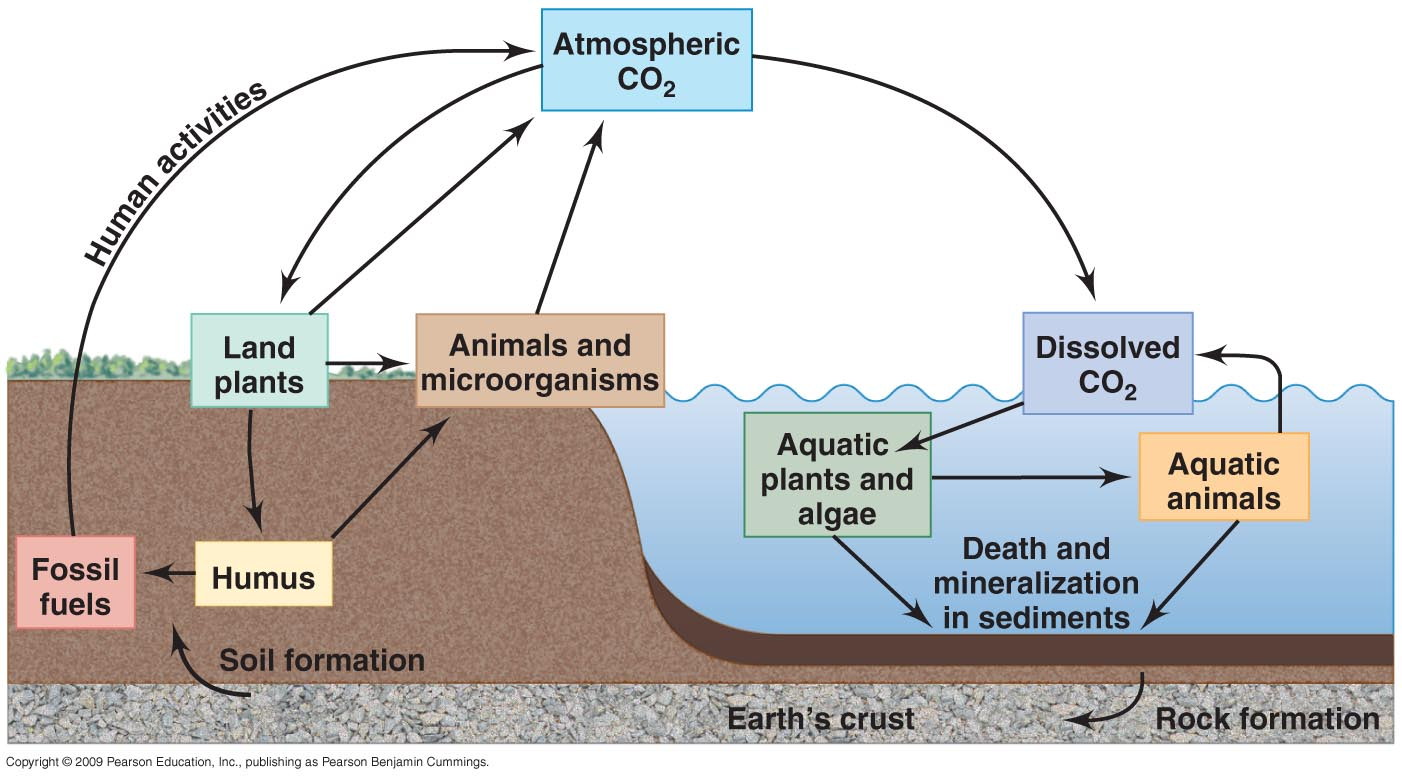 Atmospheric
CO₂
Human activities
Land
plants
Animals and
microorganisms
Dissolved
CO₂
Aquatic
plants and
algae
Aquatic
animals
Fossil
fuels
Humus
Death and
mineralization
in sediments
Soil formation
Earth's crust
Rock formation
Copyright © 2009 Pearson Education, Inc., publishing as Pearson Benjamin Cummings.